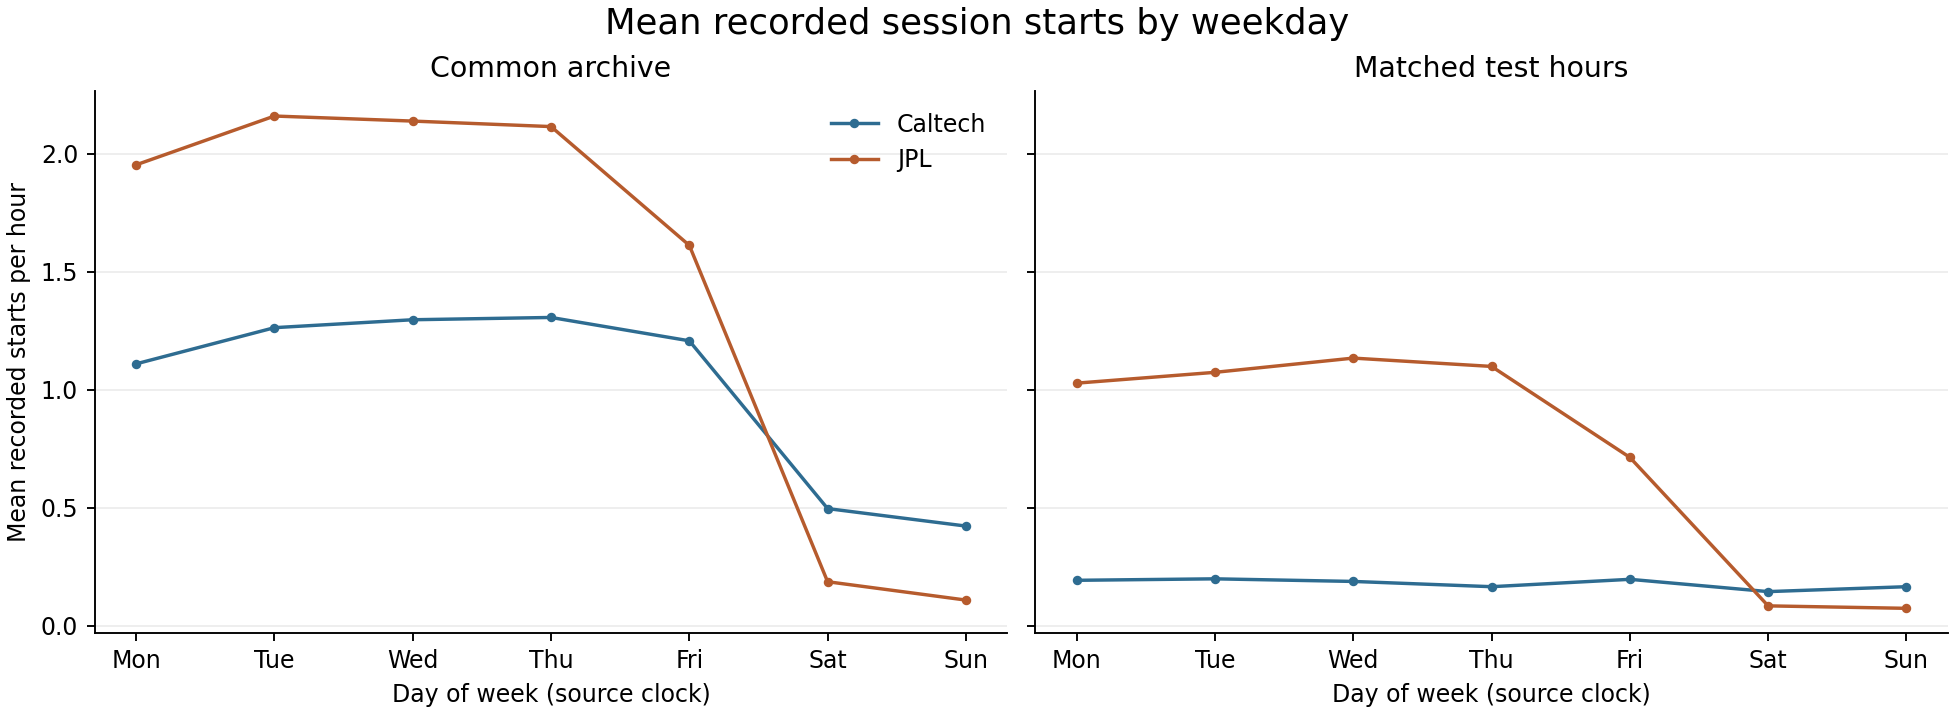 Mean recorded session starts by weekday
Common archive
Caltech
JPL
Mean recorded starts per hour
2.0
1.5
1.0
0.5
0.0
Mon Tue Wed Thu Fri Sat Sun
Day of week (source clock)
Matched test hours
Mon Tue Wed Thu Fri Sat Sun
Day of week (source clock)